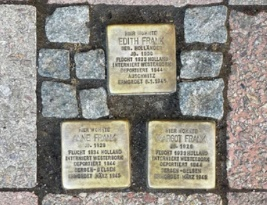 HIER WOHNTE
EDITH FRANK
GEB. HOLLÄNDER
JG. 1900
FLUCHT 1933 HOLLAND
INTERNIERT WESTERBORK
DEPORTIERT 1944
AUSCHWITZ
ERMORDET 6.1.1945
HIER WOHNTE
ANNE FRANK
JG. 1929
FLUCHT 1934 HOLLAND
INTERNIERT WESTERBORK
DEPORTIERT 1944
BERGEN-BELSEN
ERMORDET MÄRZ 1945
HIER WOHNTE
MARGOT FRANK
JG. 1926
FLUCHT 1933 HOLLAND
INTERNIERT WESTERBORK
DEPORTIERT 1944
BERGEN-BELSEN
ERMORDET MÄRZ 1945